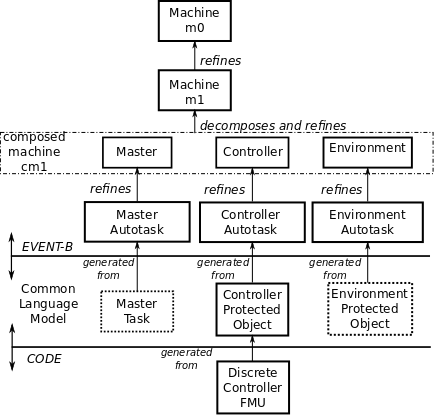 Machine
m0
refines
Machine
m1
decomposes and refines
composed
machine
cm1
Master
Controller
Environment
refines
refines
refines
Master
Autotask
Controller
Autotask
Environment
Autotask
EVENT-B
generated
from
generated
from
generated
from
Common
Language
Model
Master
Task
Controller
Protected
Object
Environment
Protected
Object
CODE
generated
from
Discrete
Controller
FMU